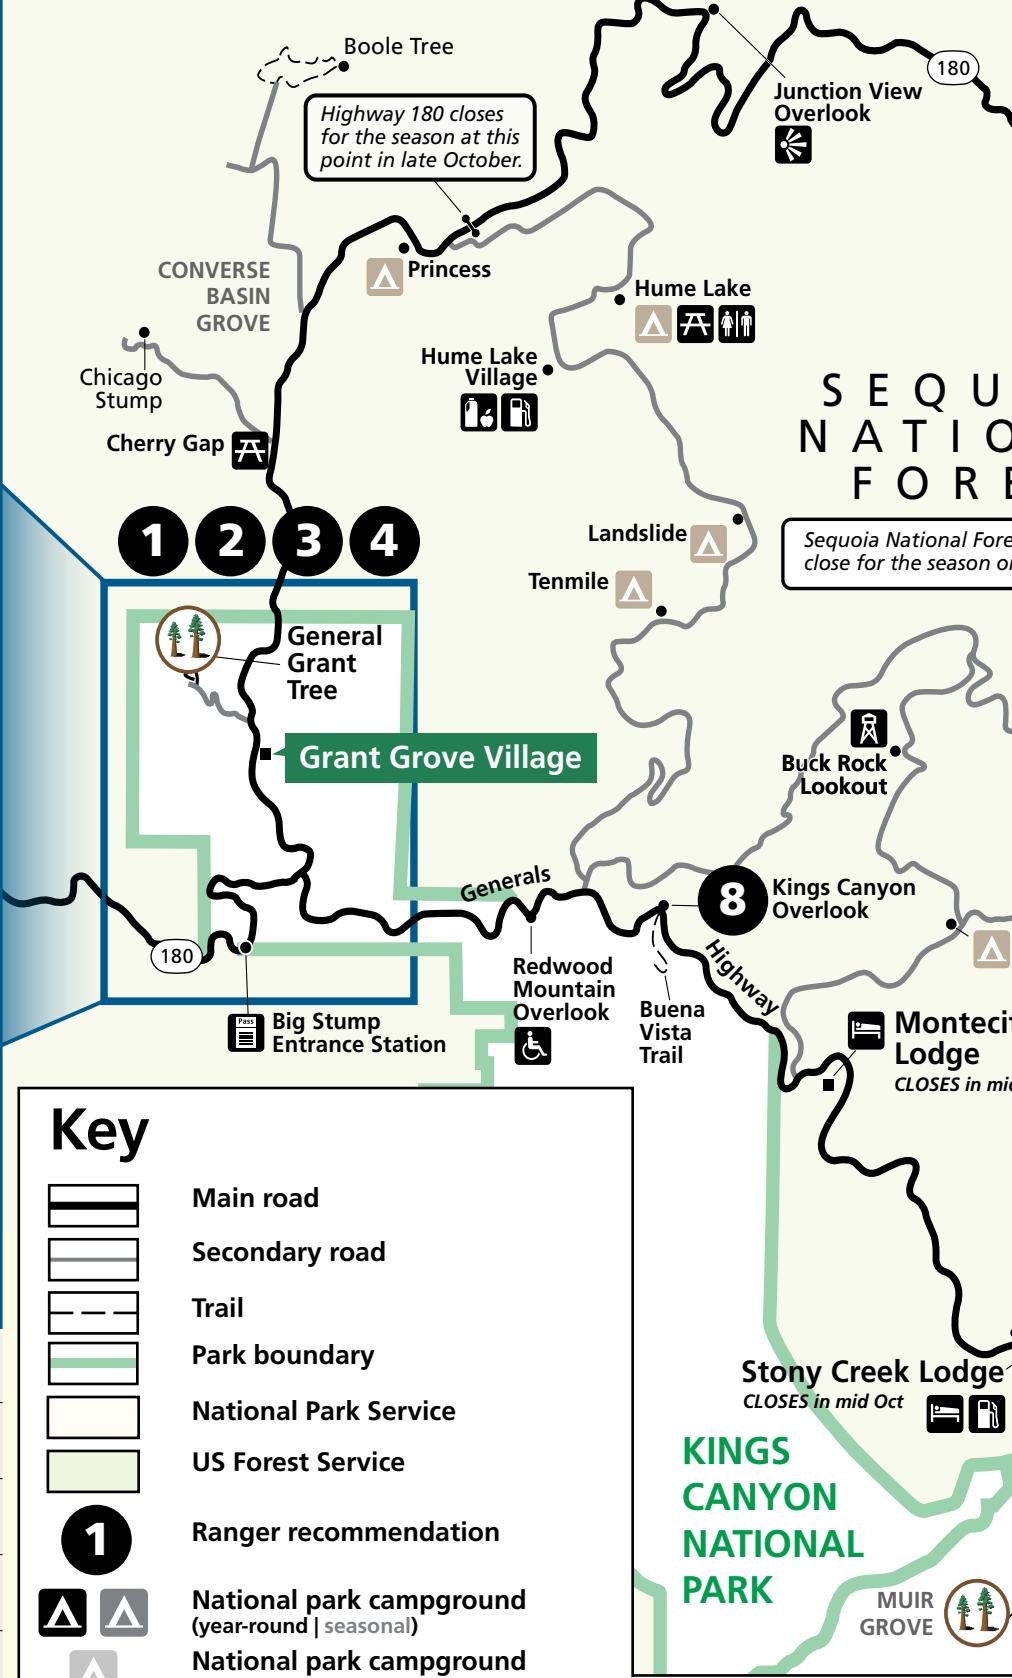 Boole Tree
180
Junction View
Overlook
Highway 180 closes
for the season at this
point in late October.
CONVERSE
BASIN
GROVE
Princess
Hume Lake
Chicago
Stump
Hume Lake
Village
Cherry Gap
SEQU
NATIO
FORE
1 2 3 4
Landslide
Sequoia National Fore
close for the season o
Tenmile
General
Grant
Tree
Grant Grove Village
Buck Rock
Lookout
Generals
8
Kings Canyon
Overlook
180
Highway
Redwood
Mountain
Overlook
Buena
Vista
Trail
Pass
Big Stump
Entrance Station
Montecit
Lodge
CLOSES in mi
Key
Main road
Secondary road
Trail
Park boundary
National Park Service
US Forest Service
1
Ranger recommendation
National park campground
(year-round | seasonal)
National park campground
Stony Creek Lodge
CLOSES in mid Oct
KINGS
CANYON
NATIONAL
PARK
MUIR
GROVE